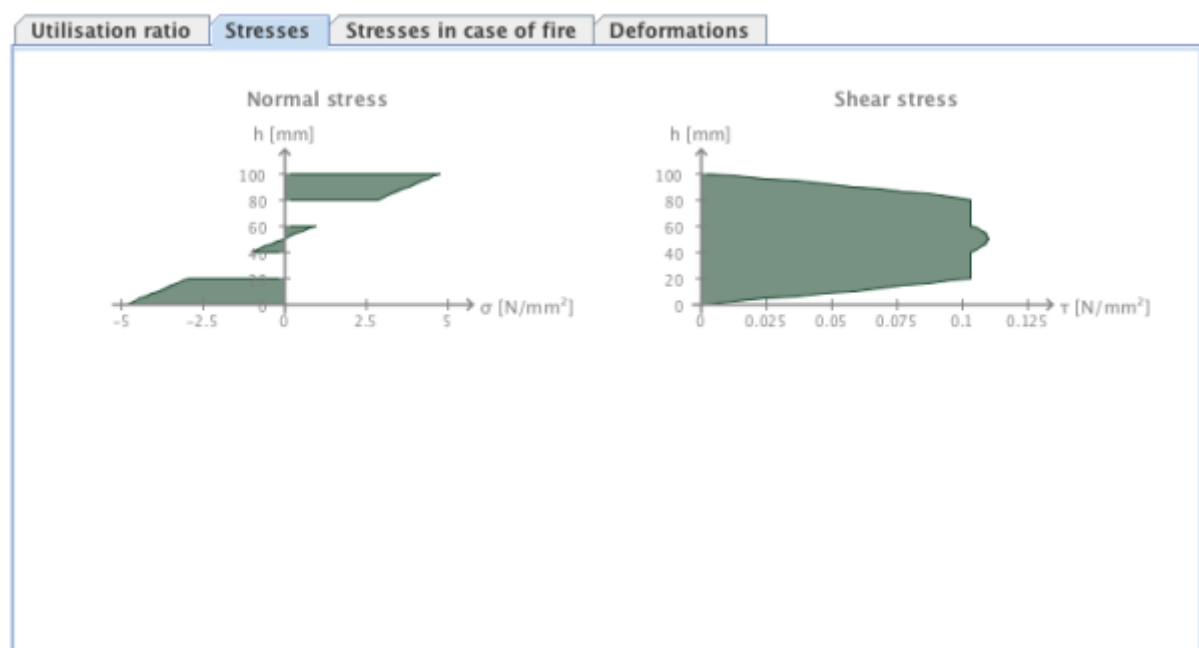 Utilisation ratio Stresses Stresses in case of fire Deformations
Normal stress
h [mm]
100
80
60
40
20
0
-5 -2.5 0 2.5 5 σ [N/mm²]
Shear stress
h [mm]
100
80
60
40
20
0
0 0.025 0.05 0.075 0.1 0.125 τ [N/mm²]